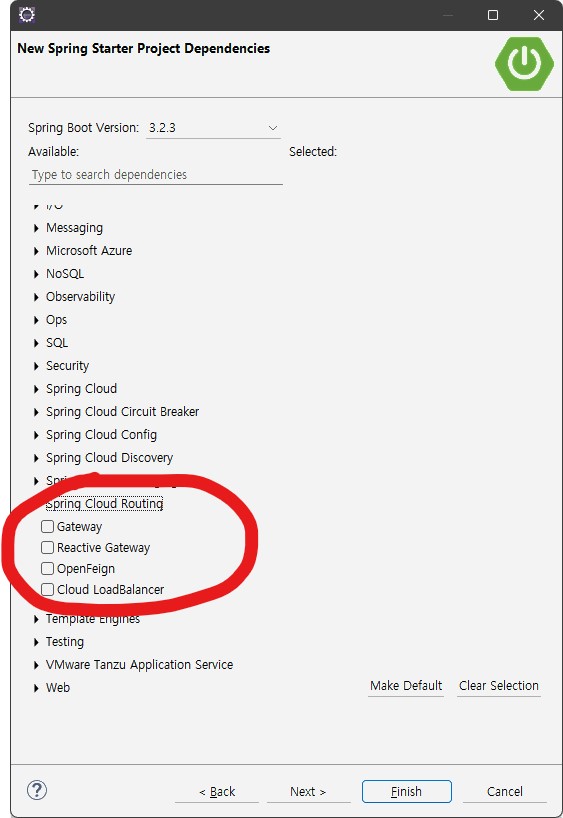 New Spring Starter Project Dependencies
Spring Boot Version: 3.2.3
Available: Selected:
Type to search dependencies
I/O
Messaging
Microsoft Azure
NoSQL
Observability
Ops
SQL
Security
Spring Cloud
Spring Cloud Circuit Breaker
Spring Cloud Config
Spring Cloud Discovery
Spring Cloud Routing
Gateway
Reactive Gateway
OpenFeign
Cloud LoadBalancer
Template Engines
Testing
VMware Tanzu Application Service
Web
Make Default Clear Selection
? < Back Next > Finish Cancel